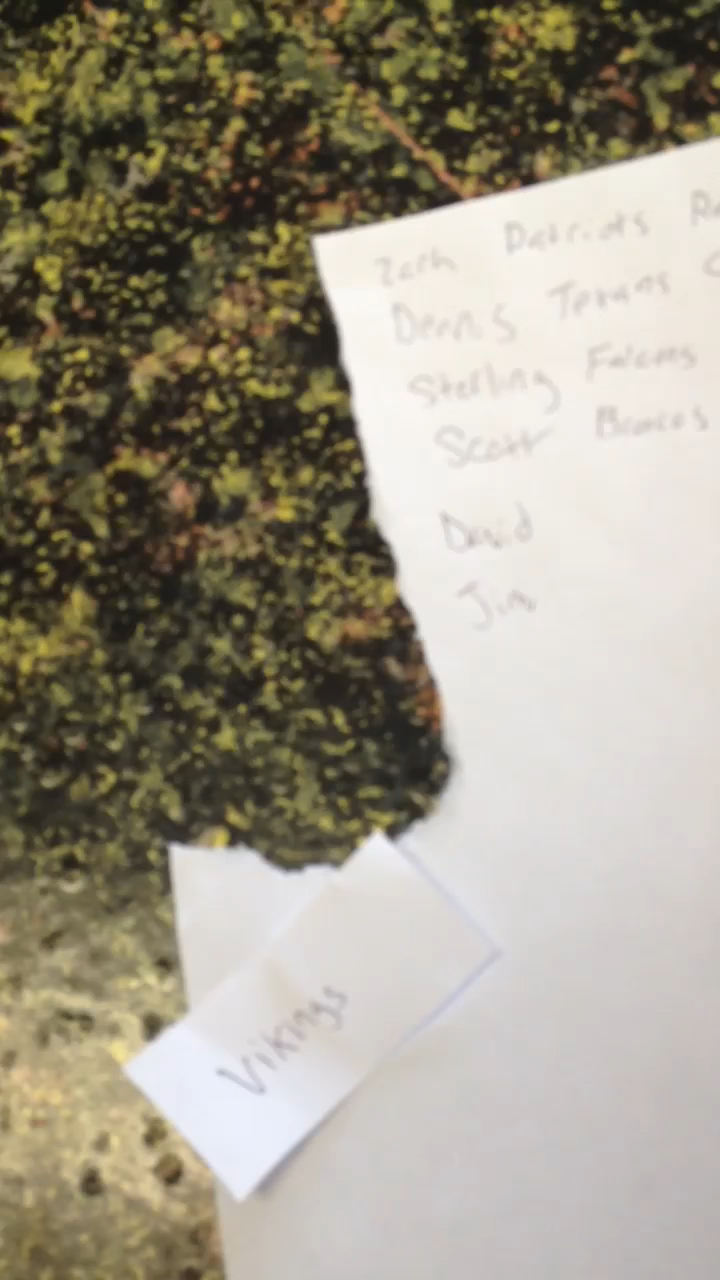 Zach Patriots
Dennis Texans
Sterling Falcons
Scott Broncos
David
Jim
Vikings